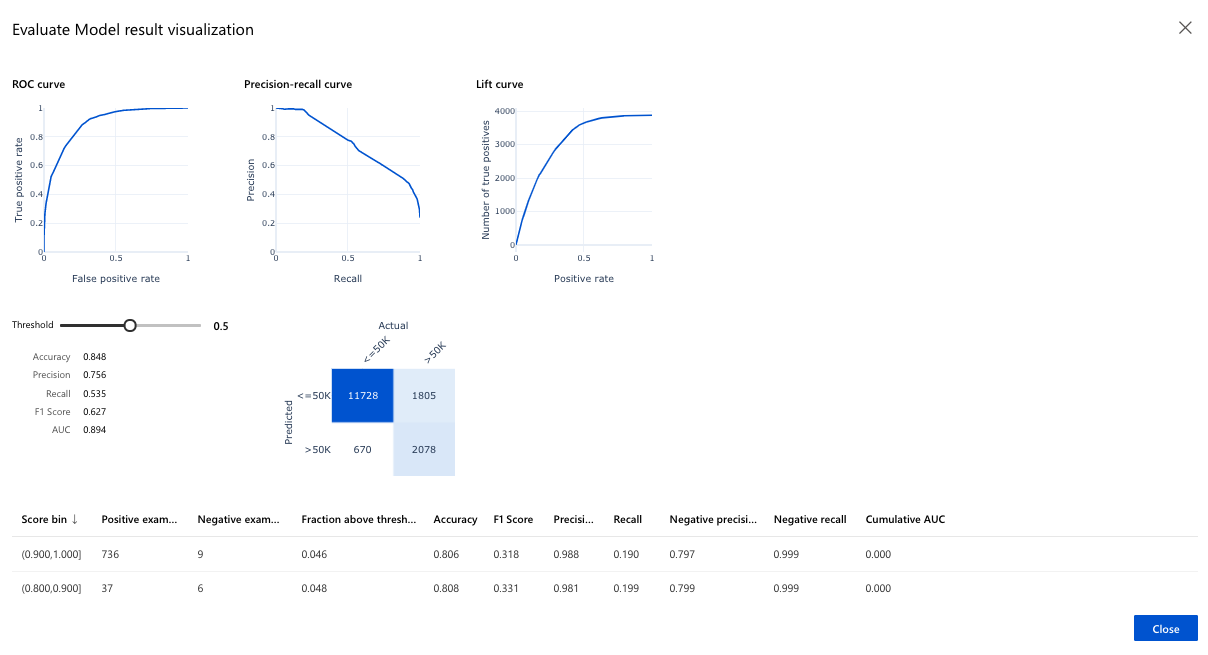 Evaluate Model result visualization
ROC curve
Precision-recall curve
Lift curve
1
0.8
0.6
0.4
0.2
0
0
0.5
1
True positive rate
False positive rate
1
0.8
0.6
0.4
0.2
0
0
0.5
1
Precision
Recall
4000
3000
2000
1000
0
0
0.5
1
Number of true positives
Positive rate
Threshold 0.5
Accuracy 0.848
Precision 0.756
Recall 0.535
F1 Score 0.627
AUC 0.894
Actual
<=50K >50K
Predicted
<=50K 11728 1805
>50K 670 2078
Score bin ↓ Positive exam... Negative exam... Fraction above thresh... Accuracy F1 Score Precisi... Recall Negative precisi... Negative recall Cumulative AUC
(0.900,1.000] 736 9 0.046 0.806 0.318 0.988 0.190 0.797 0.999 0.000
(0.800,0.900] 37 6 0.048 0.808 0.331 0.981 0.199 0.799 0.999 0.000
Close